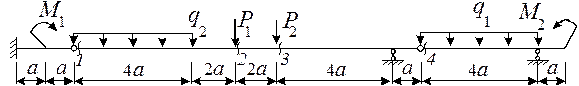 M₁ q₂ P₁ P₂ q₁ M₂
1 2 3 4
a a 4a 2a 2a 4a a 4a a